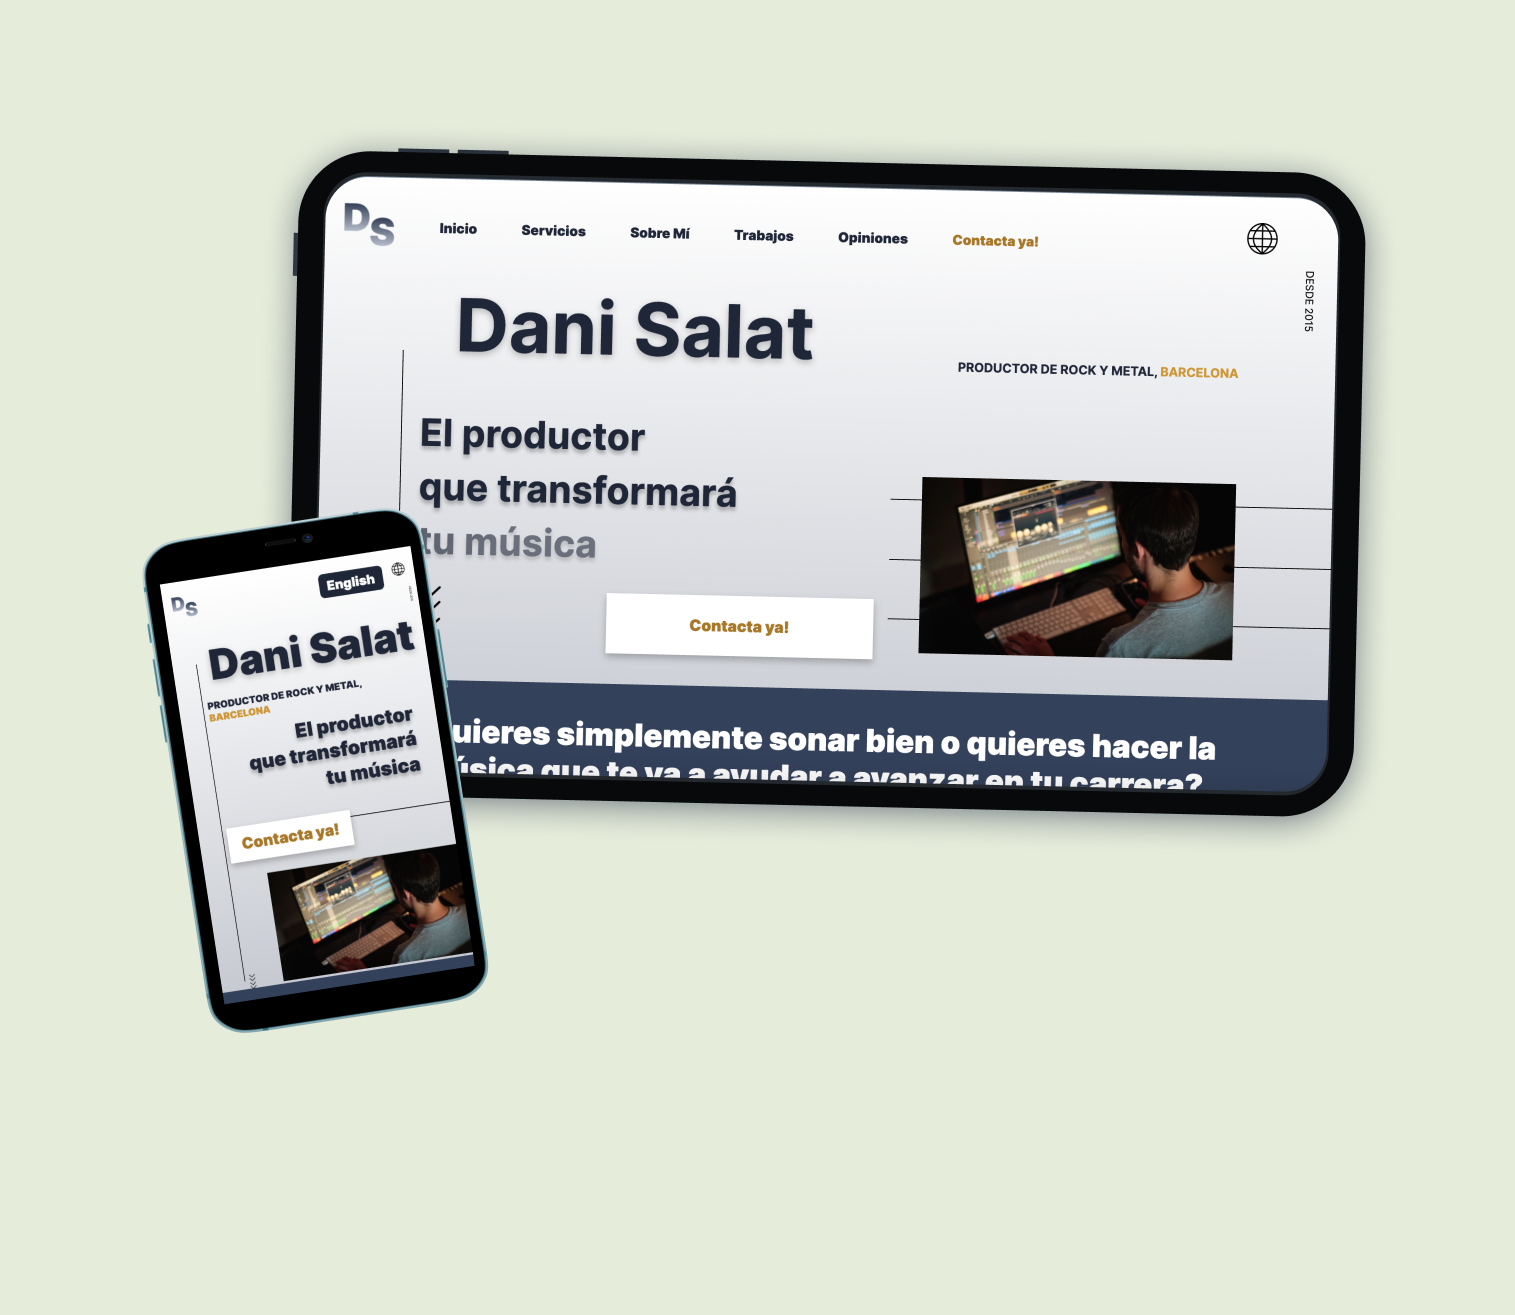 DS
Inicio
Servicios
Sobre Mí
Trabajos
Opiniones
Contacta ya!
DESDE 2015
Dani Salat
PRODUCTOR DE ROCK Y METAL, BARCELONA
El productor
que transformará
tu música
Contacta ya!
uieres simplemente sonar bien o quieres hacer la
úsica que te va a ayudar a avanzar en tu carrera?
DS
English
Dani Salat
PRODUCTOR DE ROCK Y METAL,
BARCELONA
El productor
que transformará
tu música
Contacta ya!